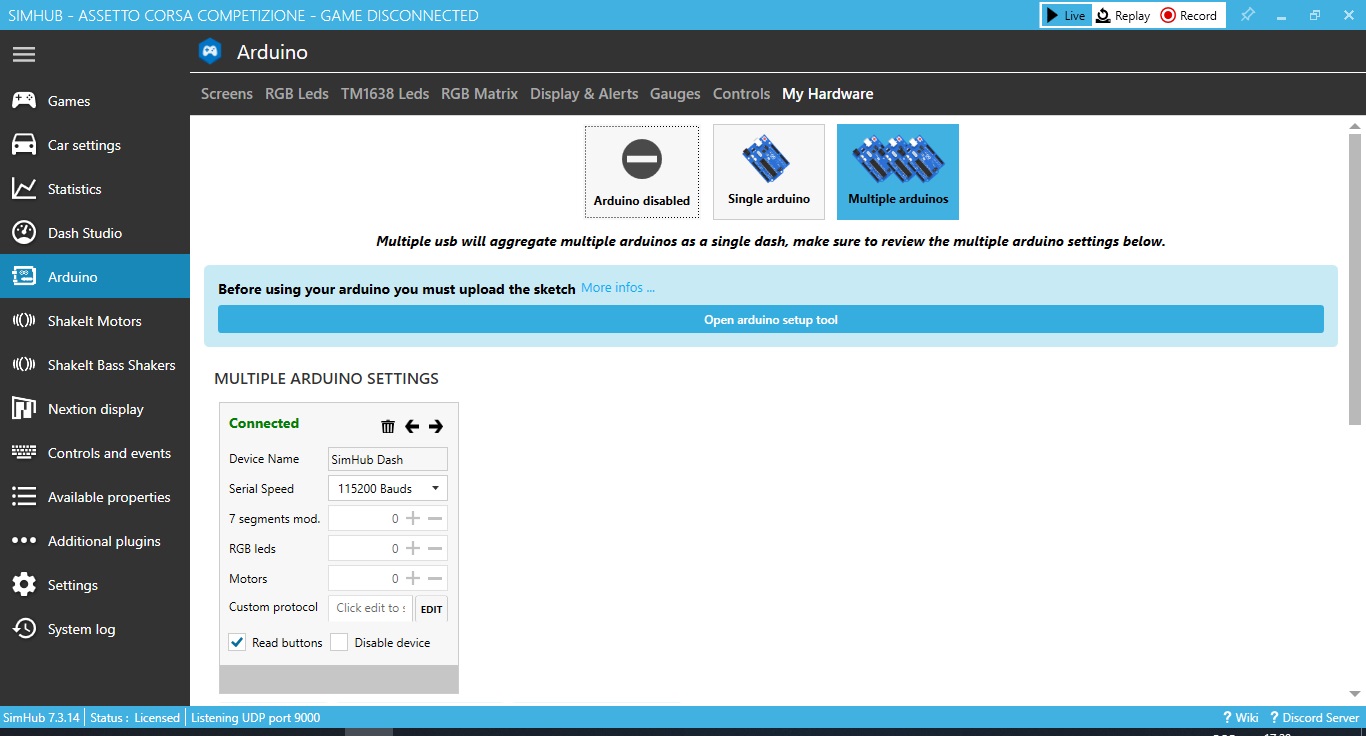 SIMHUB - ASSETTO CORSA COMPETIZIONE - GAME DISCONNECTED
Live Replay Record
Arduino
Screens RGB Leds TM1638 Leds RGB Matrix Display & Alerts Gauges Controls My Hardware
Games
Car settings
Statistics
Dash Studio
Arduino
ShakeIt Motors
ShakeIt Bass Shakers
Nextion display
Controls and events
Available properties
Additional plugins
Settings
System log
Arduino disabled
Single arduino
Multiple arduinos
Multiple usb will aggregate multiple arduinos as a single dash, make sure to review the multiple arduino settings below.
Before using your arduino you must upload the sketch More infos ...
Open arduino setup tool
MULTIPLE ARDUINO SETTINGS
Connected
Device Name SimHub Dash
Serial Speed 115200 Bauds
7 segments mod. 0
RGB leds 0
Motors 0
Custom protocol Click edit to EDIT
Read buttons Disable device
SimHub 7.3.14 Status : Licensed Listening UDP port 9000
? Wiki ? Discord Server